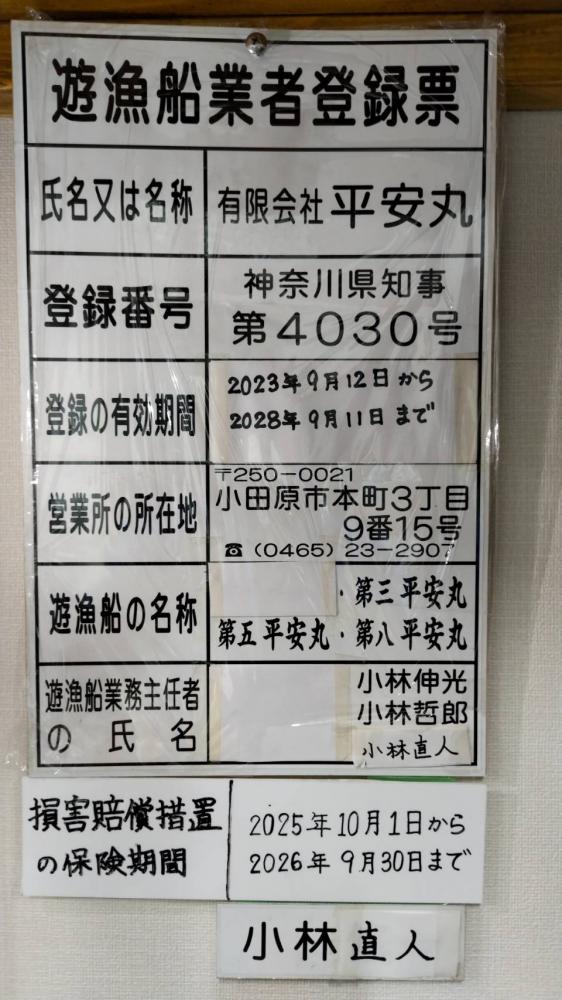 遊漁船業者登録票
氏名又は名称
有限会社 平安丸
登録番号
神奈川県知事
第4030号
登録の有効期間
2023年9月12日から
2028年9月11日まで
営業所の所在地
〒250-0021
小田原市本町3丁目
9番15号
☎(0465)23-2907
遊漁船の名称
・第三平安丸
第五平安丸・第八平安丸
遊漁船業務主任者
の氏名
小林伸光
小林哲郎
小林直人
損害賠償措置
の保険期間
2025年10月1日から
2026年9月30日まで
小林直人